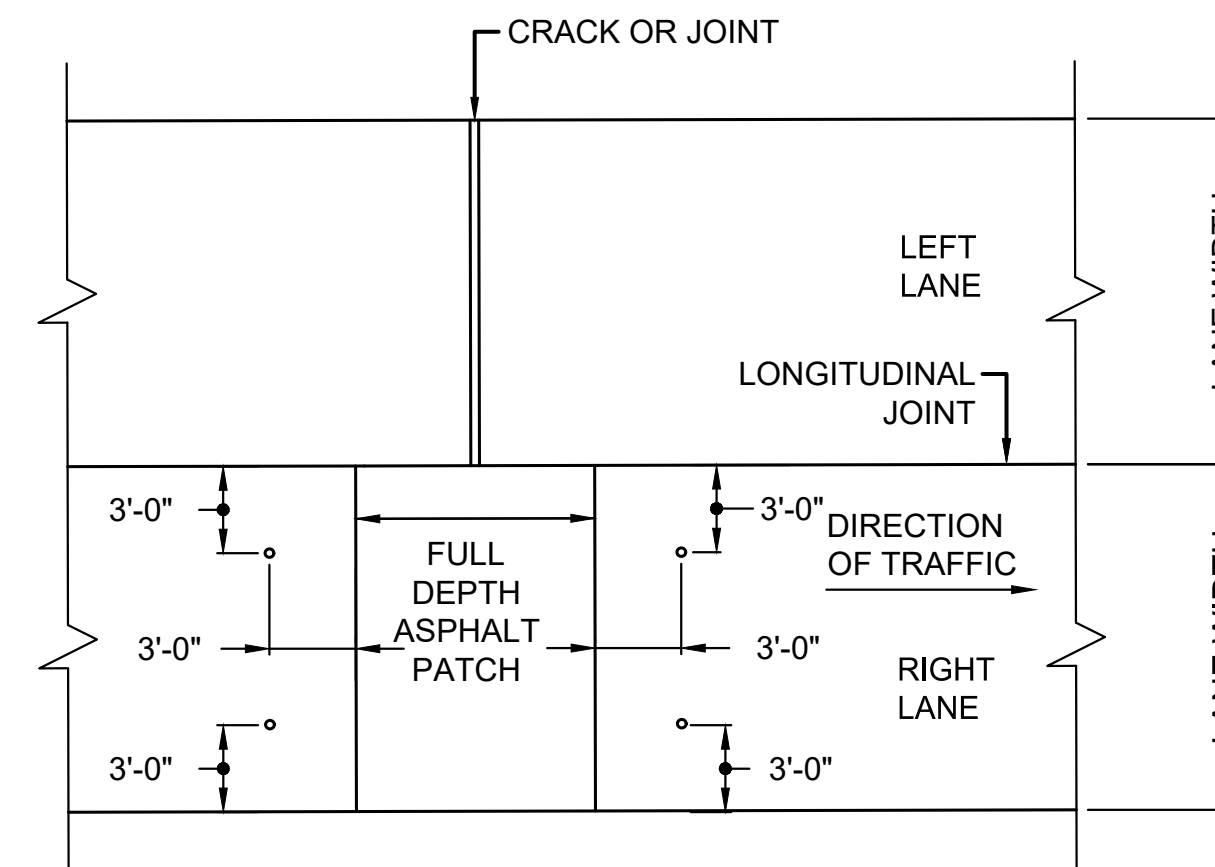 CRACK OR JOINT
LEFT
LANE
LONGITUDINAL
JOINT
3'-0"
3'-0"
DIRECTION
OF TRAFFIC
FULL
DEPTH
ASPHALT
PATCH
3'-0"
3'-0"
RIGHT
LANE
3'-0"
3'-0"